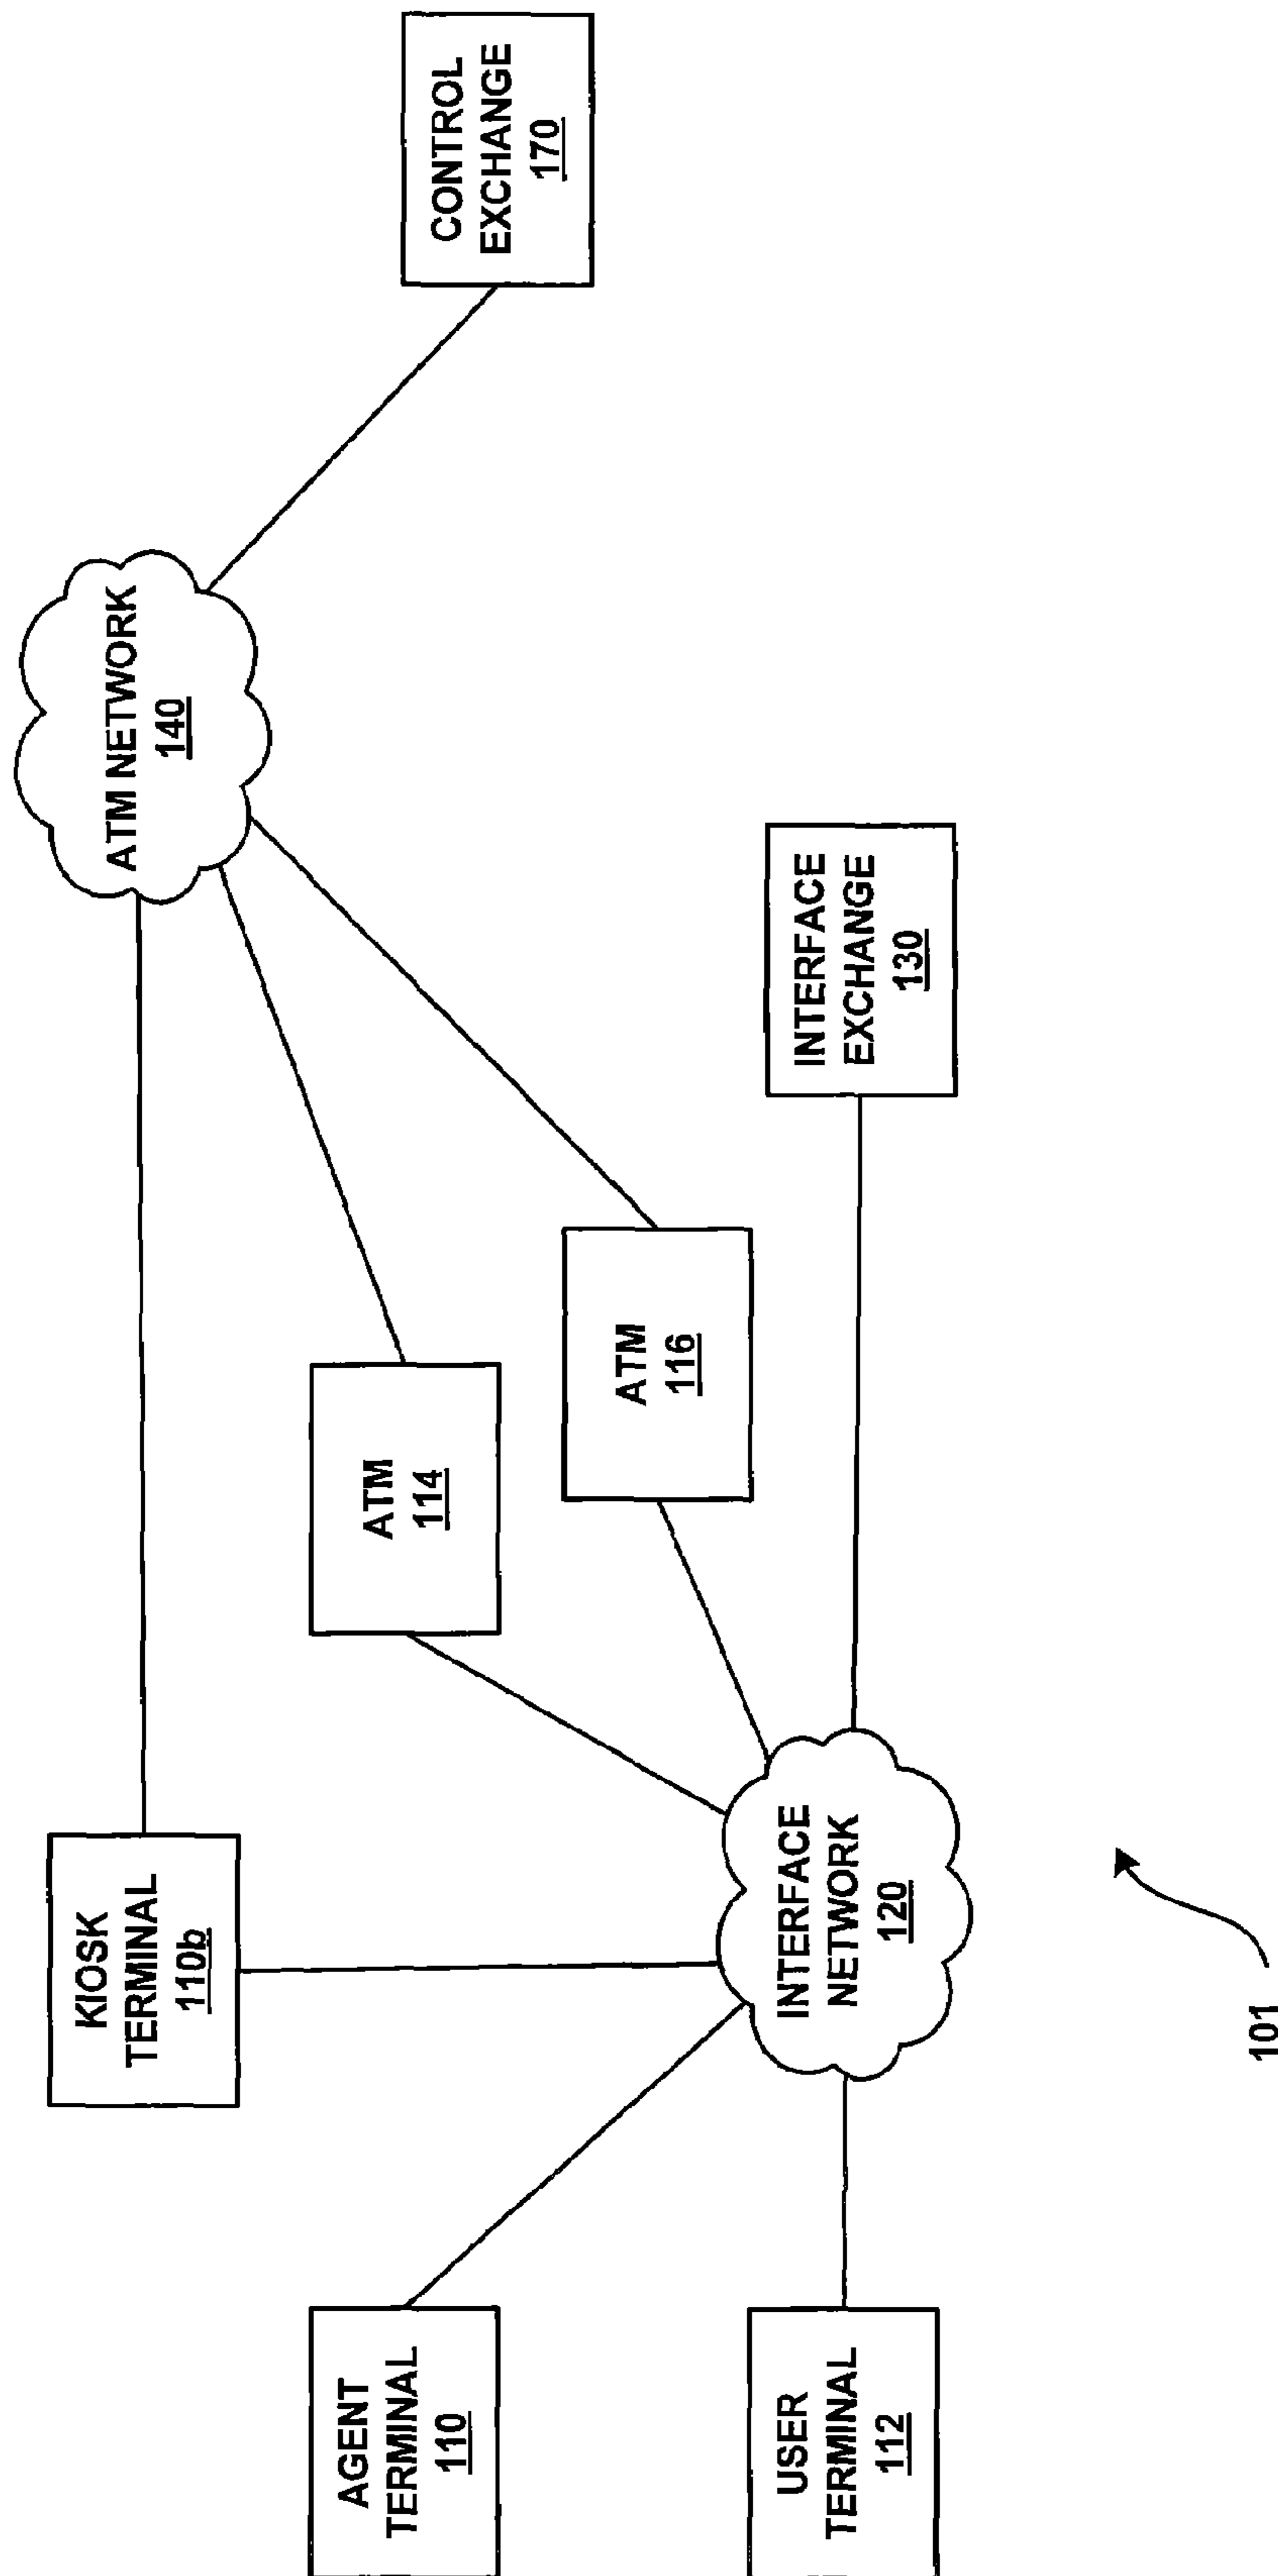 KIOSK
TERMINAL
110b
ATM NETWORK
140
AGENT
TERMINAL
110
ATM
114
CONTROL
EXCHANGE
170
ATM
116
USER
TERMINAL
112
INTERFACE
NETWORK
120
INTERFACE
EXCHANGE
130
101